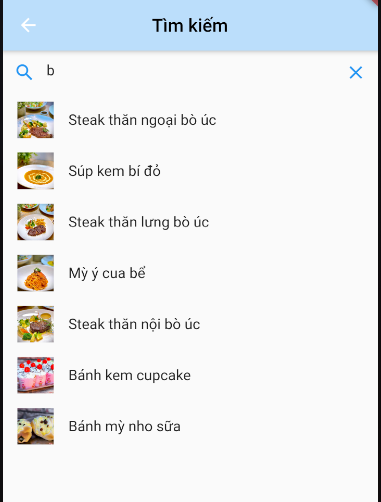 Tìm kiếm
b
Steak thăn ngoại bò úc
Súp kem bí đỏ
Steak thăn lưng bò úc
Mỳ ý cua bể
Steak thăn nội bò úc
Bánh kem cupcake
Bánh mỳ nho sữa